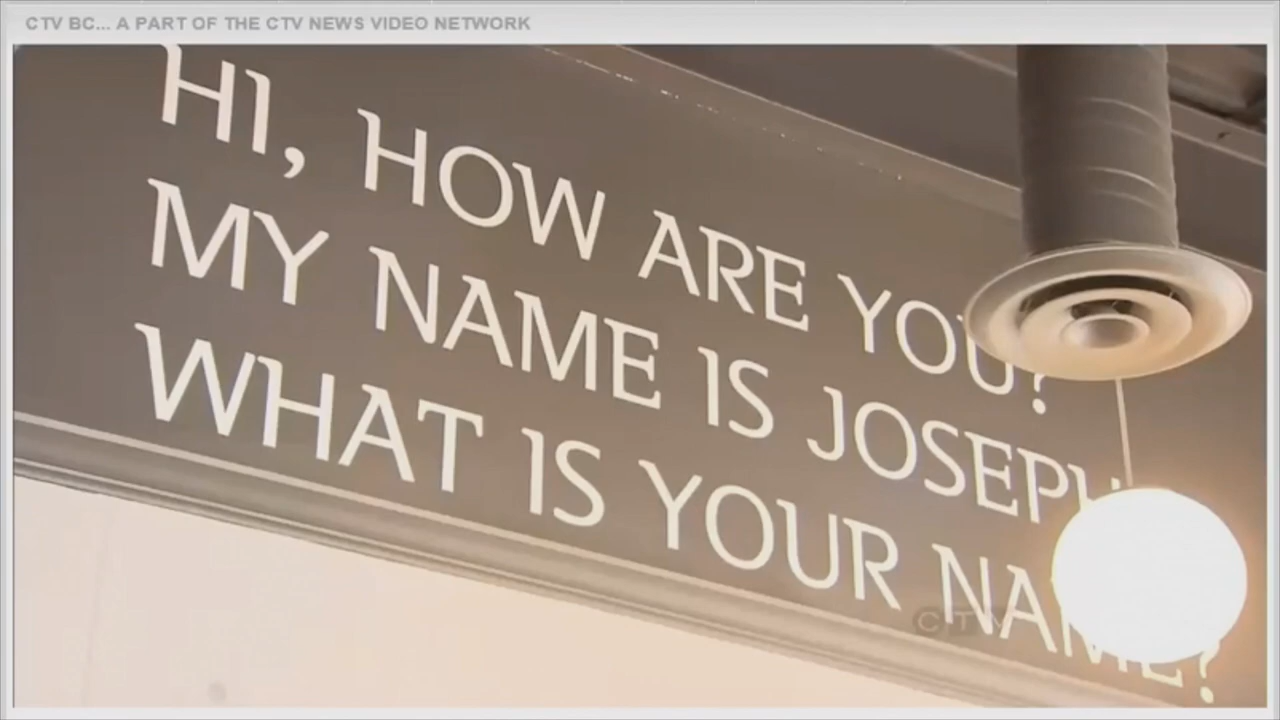 CTV BC... A PART OF THE CTV NEWS VIDEO NETWORK
HI, HOW ARE YOU?
MY NAME IS JOSEPH
WHAT IS YOUR NAME?
CTV